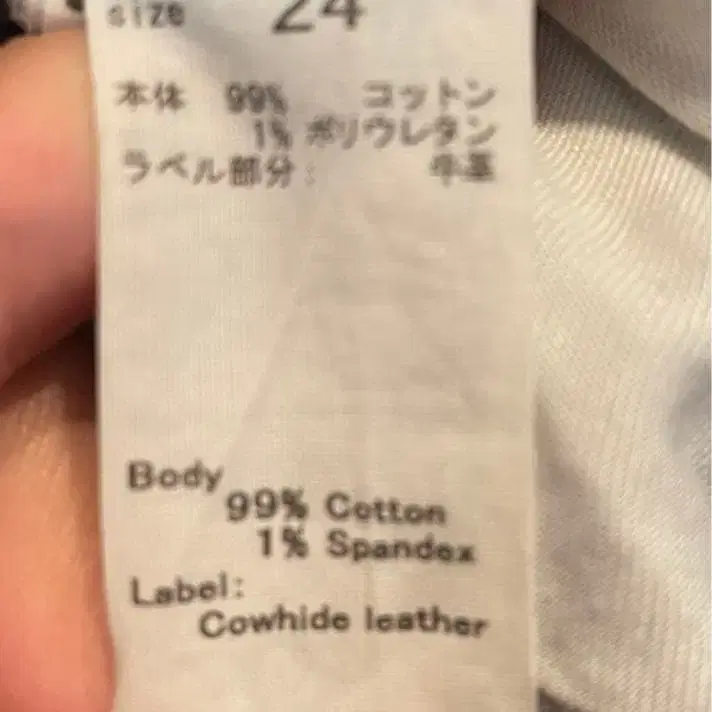 size 24
本体 99% コットン
1% ポリウレタン
ラベル部分: 牛革
Body
99% Cotton
1% Spandex
Label:
Cowhide leather